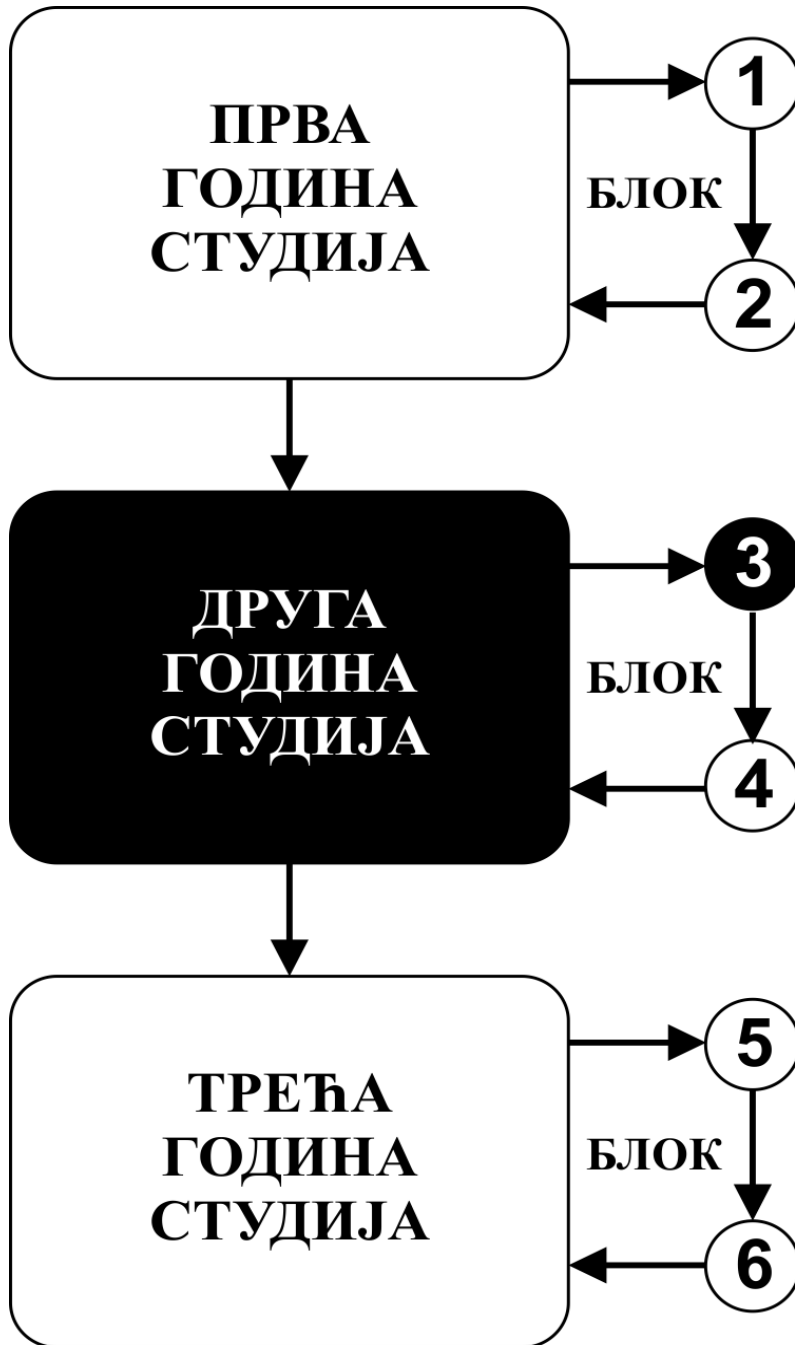 ПРВА
ГОДИНА
СТУДИЈА
1
БЛОК
2
ДРУГА
ГОДИНА
СТУДИЈА
3
БЛОК
4
ТРЕЋА
ГОДИНА
СТУДИЈА
5
БЛОК
6